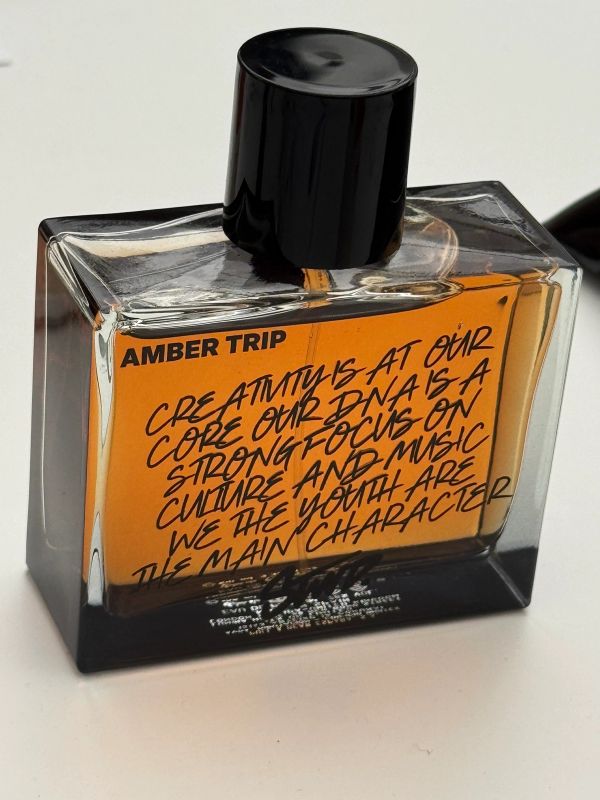 AMBER TRIP
CREATIVITY IS AT OUR
CORE OUR DNA IS A
STRONG FOCUS ON
CULTURE AND MUSIC
WE THE YOUTH ARE
THE MAIN CHARACTER